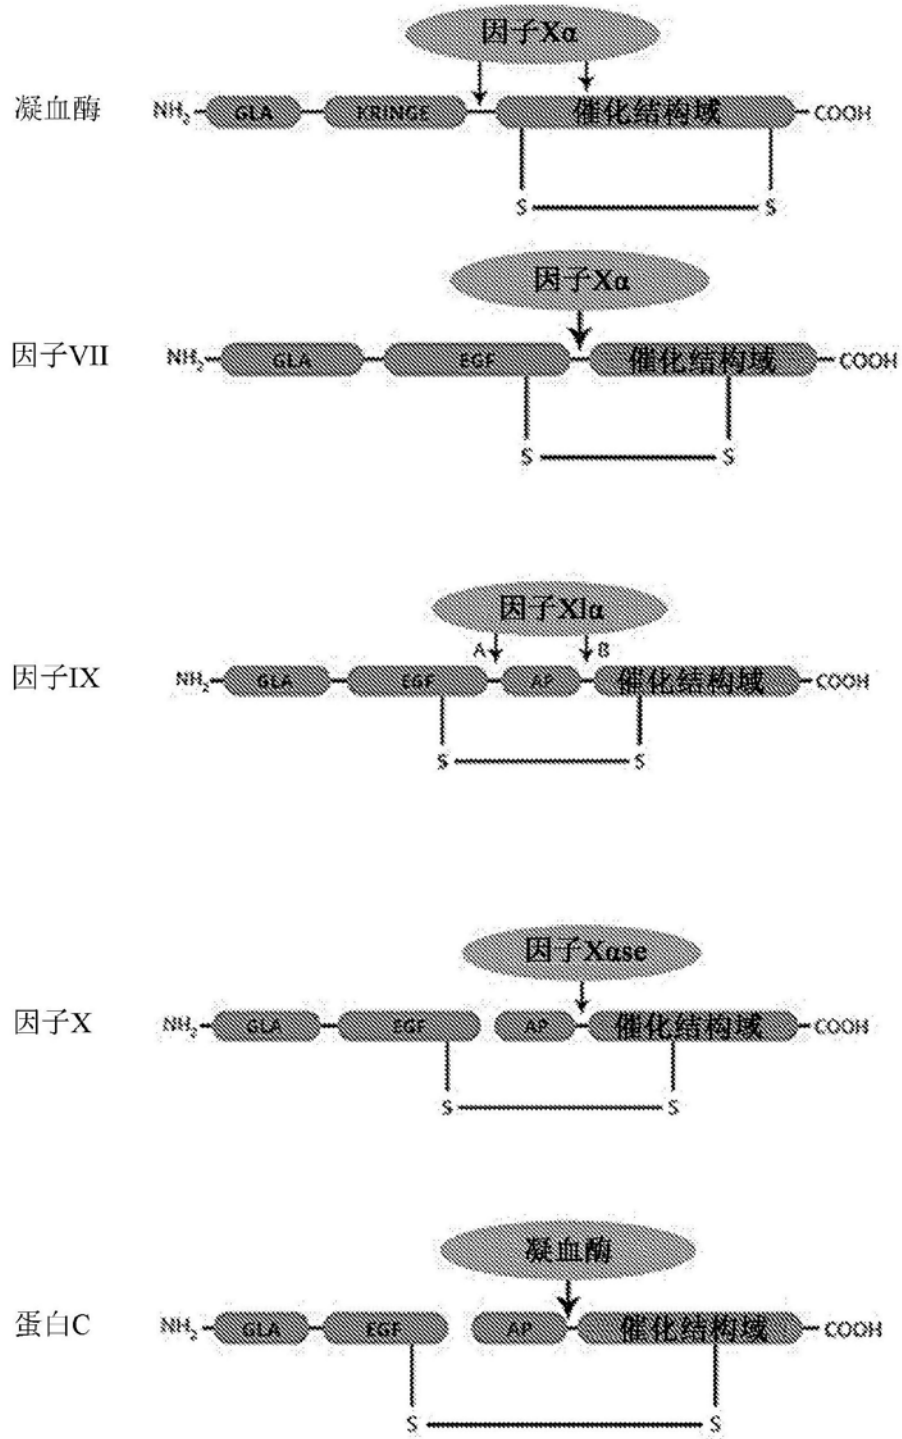 因子Xα
凝血酶 NH2 GLA KRINGE 催化结构域 COOH
S S
因子Xα
因子VII NH2 GLA EGF 催化结构域 COOH
S S
因子XIα
A B
因子IX NH2 GLA EGF AP 催化结构域 COOH
S S
因子Xαse
因子X NH2 GLA EGF AP 催化结构域 COOH
S S
凝血酶
蛋白C NH2 GLA EGF AP 催化结构域 COOH
S S